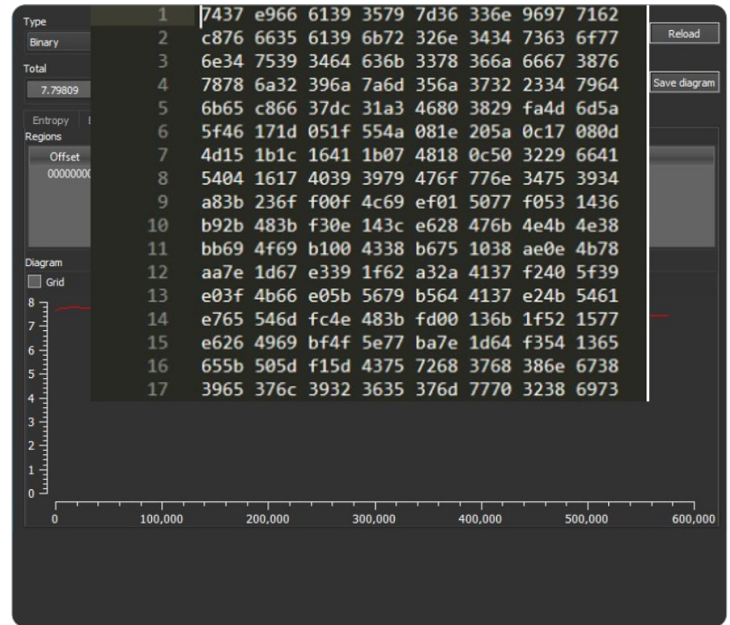 Type
Binary
Total
7.79809
Entropy
Regions
Offset
00000000
Diagram
Grid
8
7
6
5
4
3
2
1
0
0 100,000 200,000 300,000 400,000 500,000 600,000
Reload
Save diagram
1 7437 e966 6139 3579 7d36 336e 9697 7162
2 c876 6635 6139 6b72 326e 3434 7363 6f77
3 6e34 7539 3464 636b 3378 366a 6667 3876
4 7878 6a32 396a 7a6d 356a 3732 2334 7964
5 6b65 c866 37dc 31a3 4680 3829 fa4d 6d5a
6 5f46 171d 051f 554a 081e 205a 0c17 080d
7 4d15 1b1c 1641 1b07 4818 0c50 3229 6641
8 5404 1617 4039 3979 476f 776e 3475 3934
9 a83b 236f f00f 4c69 ef01 5077 f053 1436
10 b92b 483b f30e 143c e628 476b 4e4b 4e38
11 bb69 4f69 b100 4338 b675 1038 ae0e 4b78
12 aa7e 1d67 e339 1f62 a32a 4137 f240 5f39
13 e03f 4b66 e05b 5679 b564 4137 e24b 5461
14 e765 546d fc4e 483b fd00 136b 1f52 1577
15 e626 4969 bf4f 5e77 ba7e 1d64 f354 1365
16 655b 505d f15d 4375 7268 3768 386e 6738
17 3965 376c 3932 3635 376d 7770 3238 6973